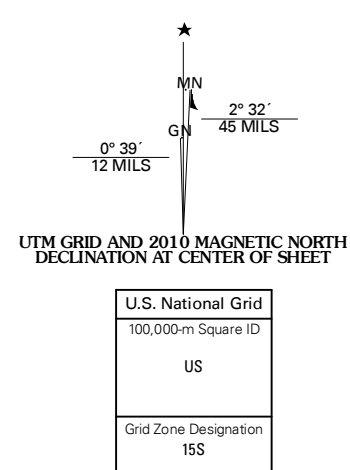 ★
MN
2° 32´
45 MILS
GN
0° 39´
12 MILS
UTM GRID AND 2010 MAGNETIC NORTH
DECLINATION AT CENTER OF SHEET
U.S. National Grid
100,000-m Square ID
US
Grid Zone Designation
15S